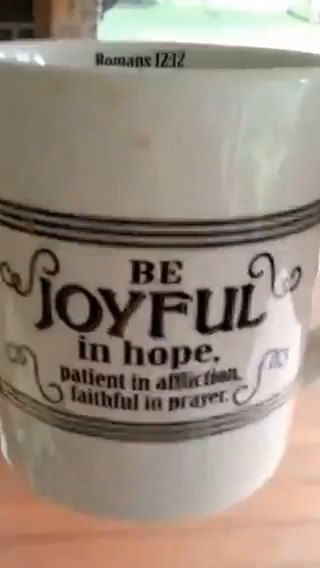 Romans 12:12
BE
JOYFUL
in hope,
patient in affliction,
faithful in prayer.